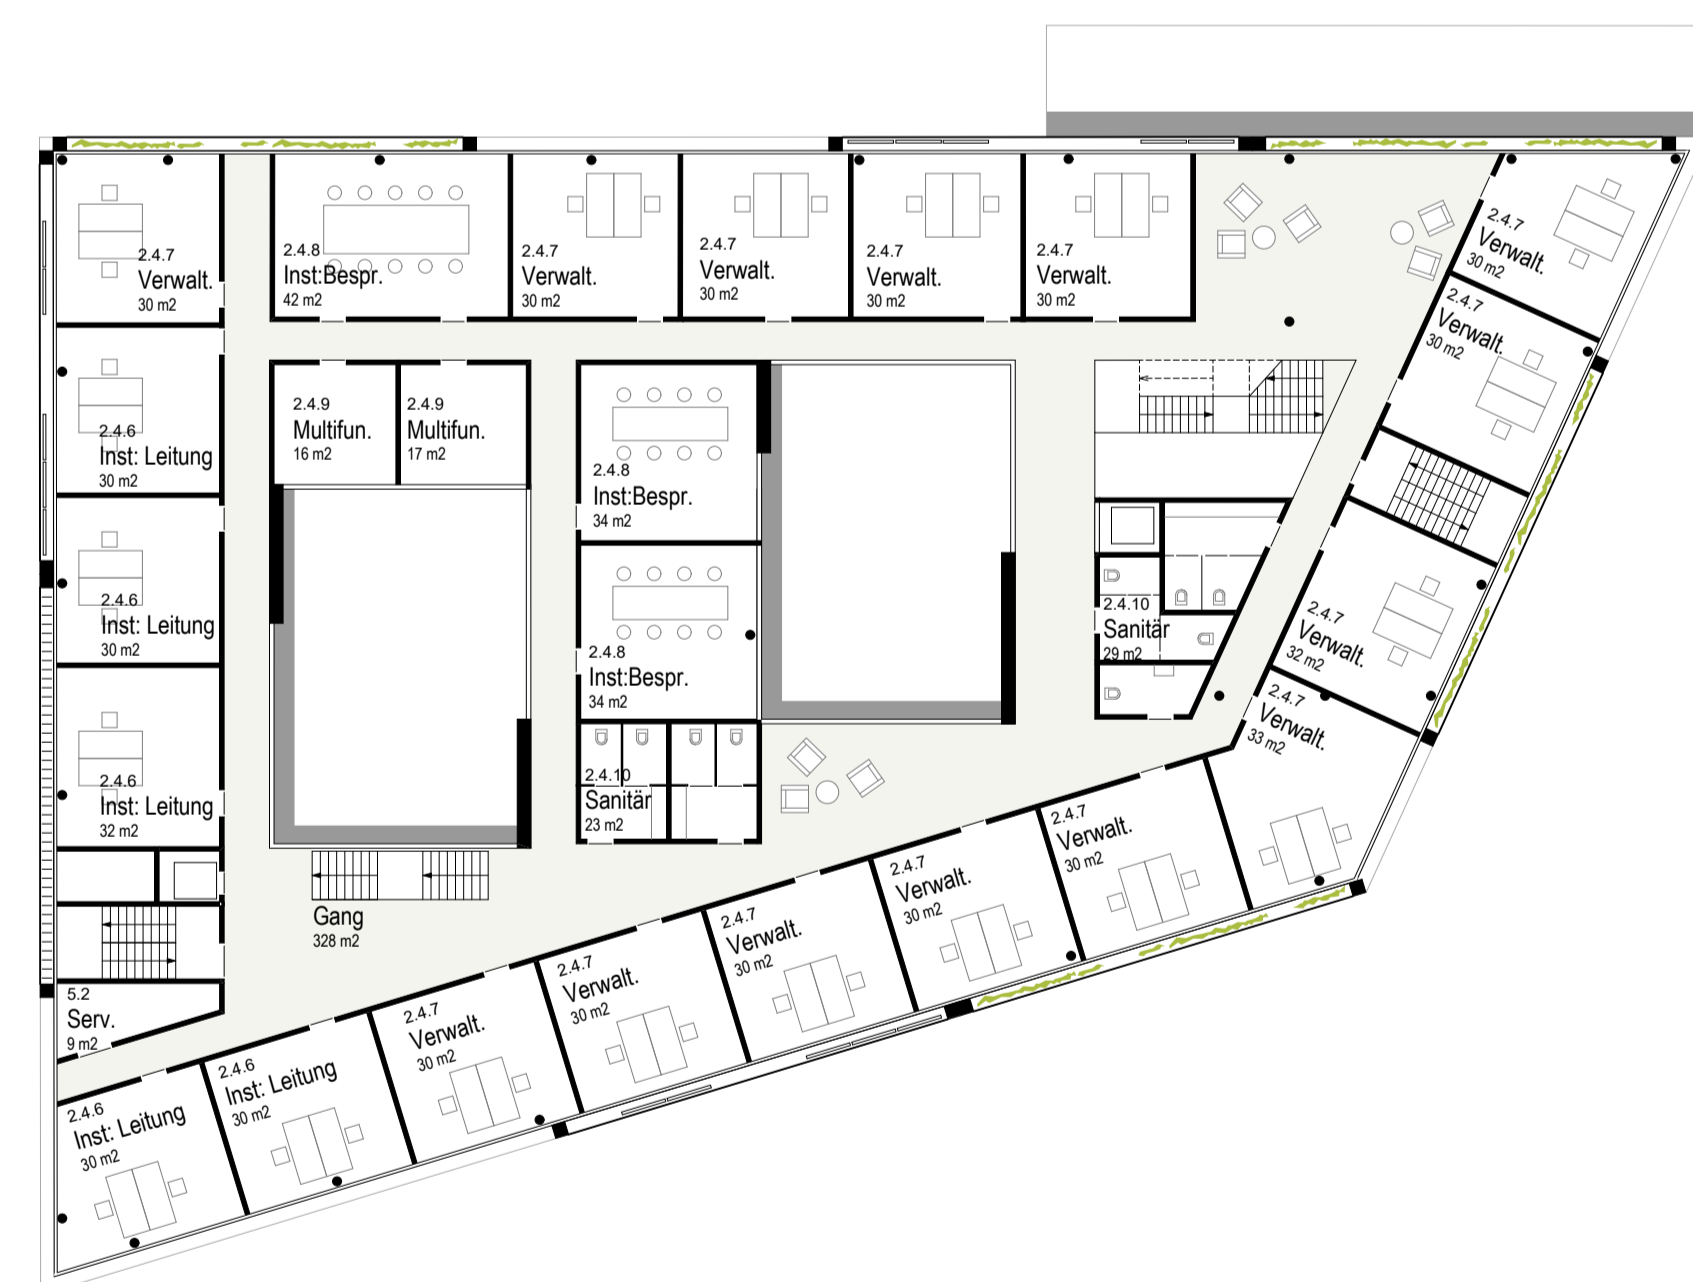 2.4.7
Verwalt.
30 m2
2.4.8
Inst:Bespr.
42 m2
2.4.7
Verwalt.
30 m2
2.4.7
Verwalt.
30 m2
2.4.7
Verwalt.
30 m2
2.4.7
Verwalt.
30 m2
2.4.7
Verwalt.
30 m2
2.4.7
Verwalt.
30 m2
2.4.6
Inst: Leitung
30 m2
2.4.9
Multifun.
16 m2
2.4.9
Multifun.
17 m2
2.4.8
Inst:Bespr.
34 m2
2.4.6
Inst: Leitung
30 m2
2.4.8
Inst:Bespr.
34 m2
2.4.10
Sanitär
29 m2
2.4.7
Verwalt.
32 m2
2.4.7
Verwalt.
33 m2
2.4.6
Inst: Leitung
32 m2
2.4.10
Sanitär
23 m2
2.4.7
Verwalt.
30 m2
2.4.7
Verwalt.
30 m2
Gang
328 m2
2.4.7
Verwalt.
30 m2
2.4.7
Verwalt.
30 m2
5.2
Serv.
9 m2
2.4.7
Verwalt.
30 m2
2.4.6
Inst: Leitung
30 m2
2.4.6
Inst: Leitung
30 m2